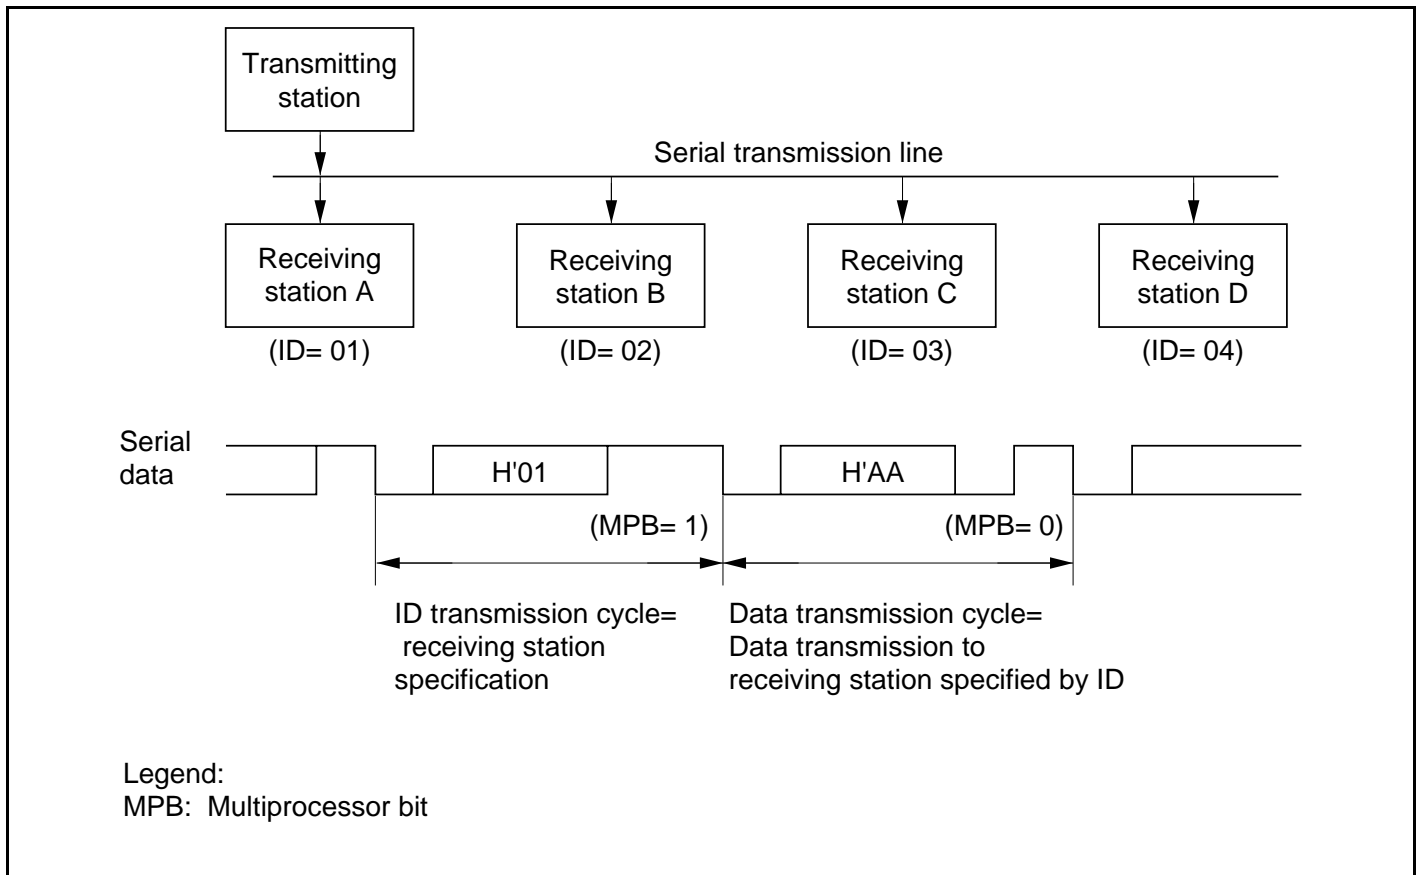 Transmitting
station
Serial transmission line
Receiving
station A
Receiving
station B
Receiving
station C
Receiving
station D
(ID= 01)
(ID= 02)
(ID= 03)
(ID= 04)
Serial
data
H'01
H'AA
(MPB= 1)
(MPB= 0)
ID transmission cycle=
receiving station
specification
Data transmission cycle=
Data transmission to
receiving station specified by ID
Legend:
MPB: Multiprocessor bit